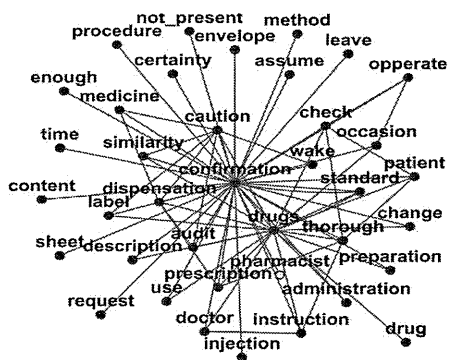 not_present
method
procedure
envelope
leave
certainty
assume
opperate
enough
medicine
caution
check
occasion
time
similarity
wake
patient
confirmation
content
dispensation
standard
label
drugs
change
thorough
sheet
description
audit
pharmacist
preparation
prescription
administration
request
use
doctor
instruction
drug
injection